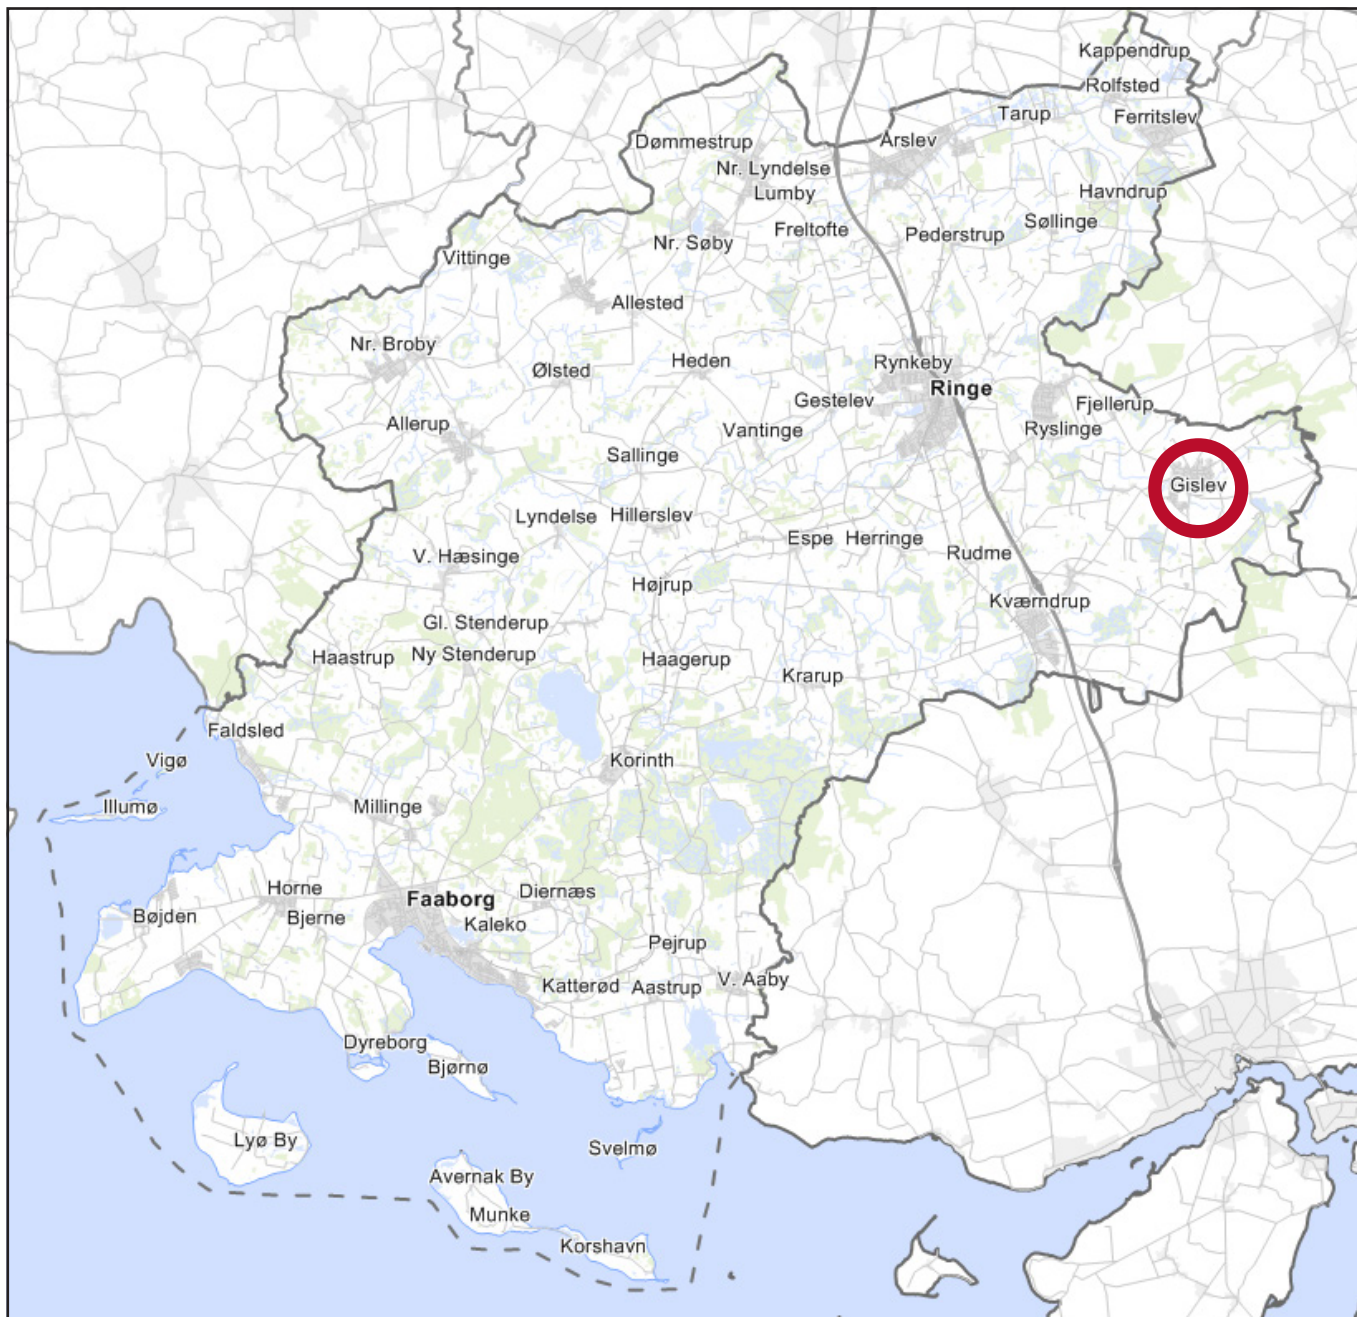 Kappendrup
Rolfsted
Tarup
Ferritslev
Årslev
Dømmestrup
Nr. Lyndelse
Lumby
Havndrup
Søllinge
Freltofte
Pederstrup
Nr. Søby
Vittinge
Allested
Nr. Broby
Ølsted
Heden
Rynkeby
Ringe
Gestelev
Fjellerup
Ryslinge
Allerup
Vantinge
Sallinge
Gislev
Lyndelse
Hillerslev
Espe
Herringe
Rudme
V. Hæsinge
Højrup
Kværndrup
Gl. Stenderup
Haastrup
Ny Stenderup
Haagerup
Krarup
Faldsled
Vigø
Korinth
Illumø
Millinge
Horne
Diernæs
Faaborg
Bøjden
Bjerne
Kaleko
Pejrup
Katterød
Aastrup
V. Aaby
Dyreborg
Bjørnø
Lyø By
Svelmø
Avernak By
Munke
Korshavn